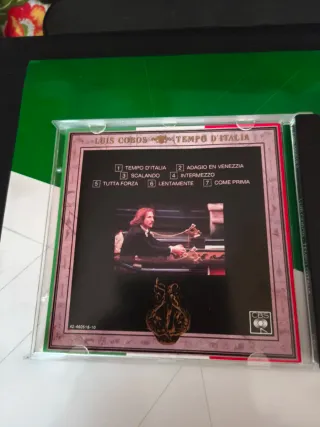 LUIS COBOS TEMPO D'ITALIA
1 TEMPO D'ITALIA 2 ADAGIO EN VENEZZIA
3 SCALANDO 4 INTERMEZZO
5 TUTTA FORZA 6 LENTAMENTE 7 COME PRIMA
CBS